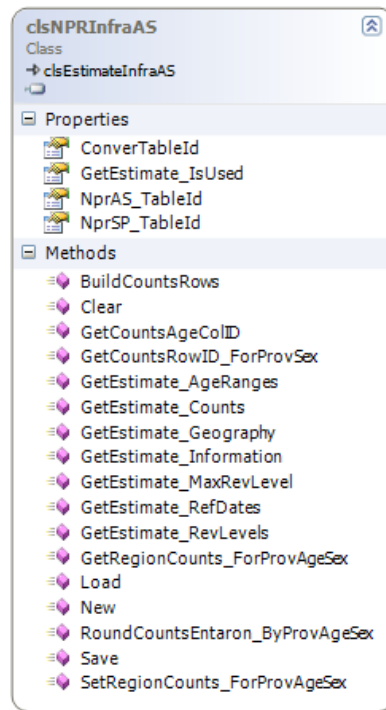 clsNPRInfraAS
Class
clsEstimateInfraAS
Properties
ConverTableId
GetEstimate_IsUsed
NprAS_TableId
NprSP_TableId
Methods
BuildCountsRows
Clear
GetCountsAgeColID
GetCountsRowID_ForProvSex
GetEstimate_AgeRanges
GetEstimate_Counts
GetEstimate_Geography
GetEstimate_Information
GetEstimate_MaxRevLevel
GetEstimate_RefDates
GetEstimate_RevLevels
GetRegionCounts_ForProvAgeSex
Load
New
RoundCountsEntaron_ByProvAgeSex
Save
SetRegionCounts_ForProvAgeSex